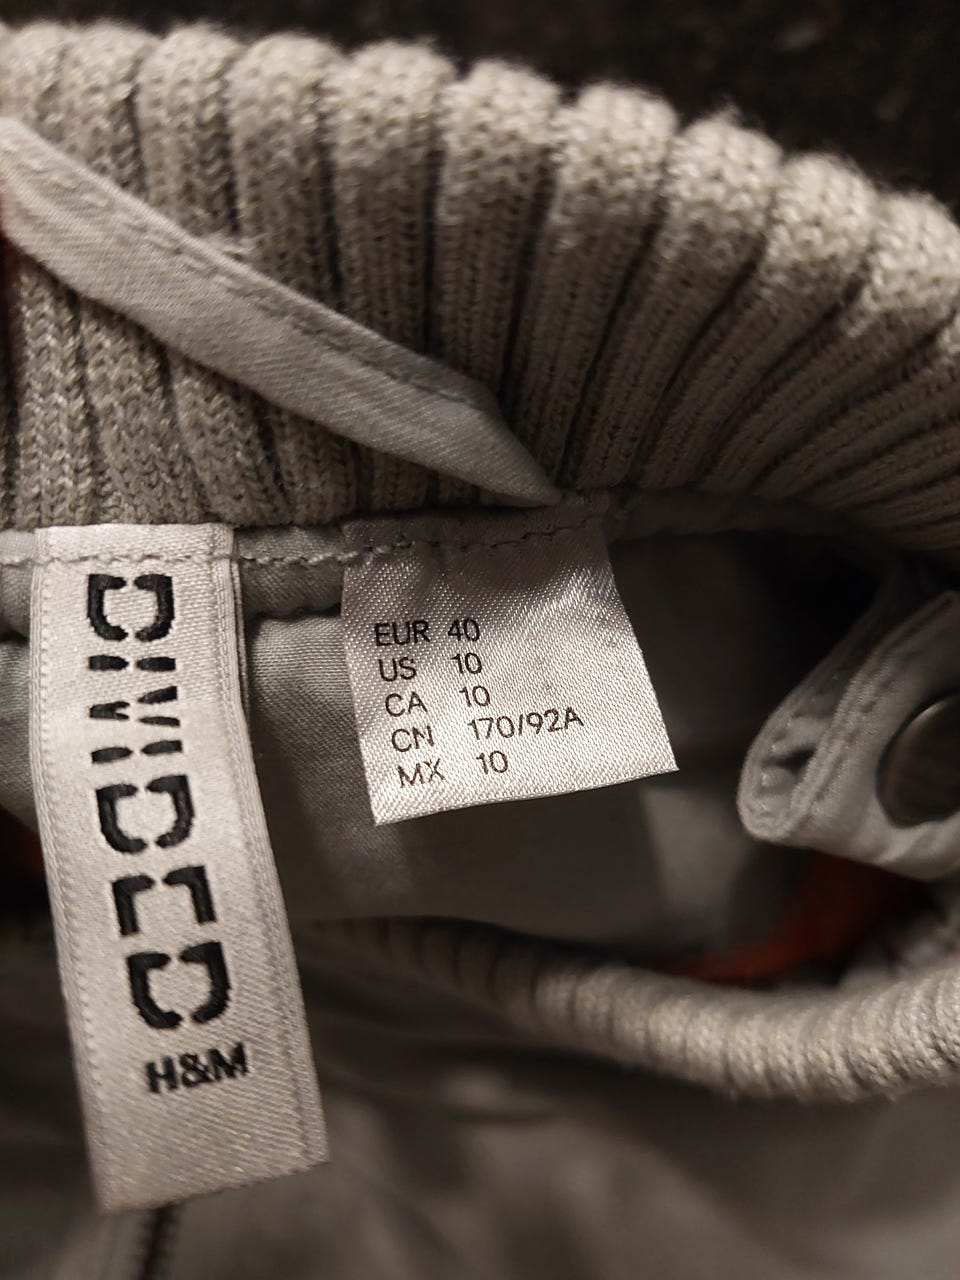 DIVIDED
H&M
EUR 40
US 10
CA 10
CN 170/92A
MX 10